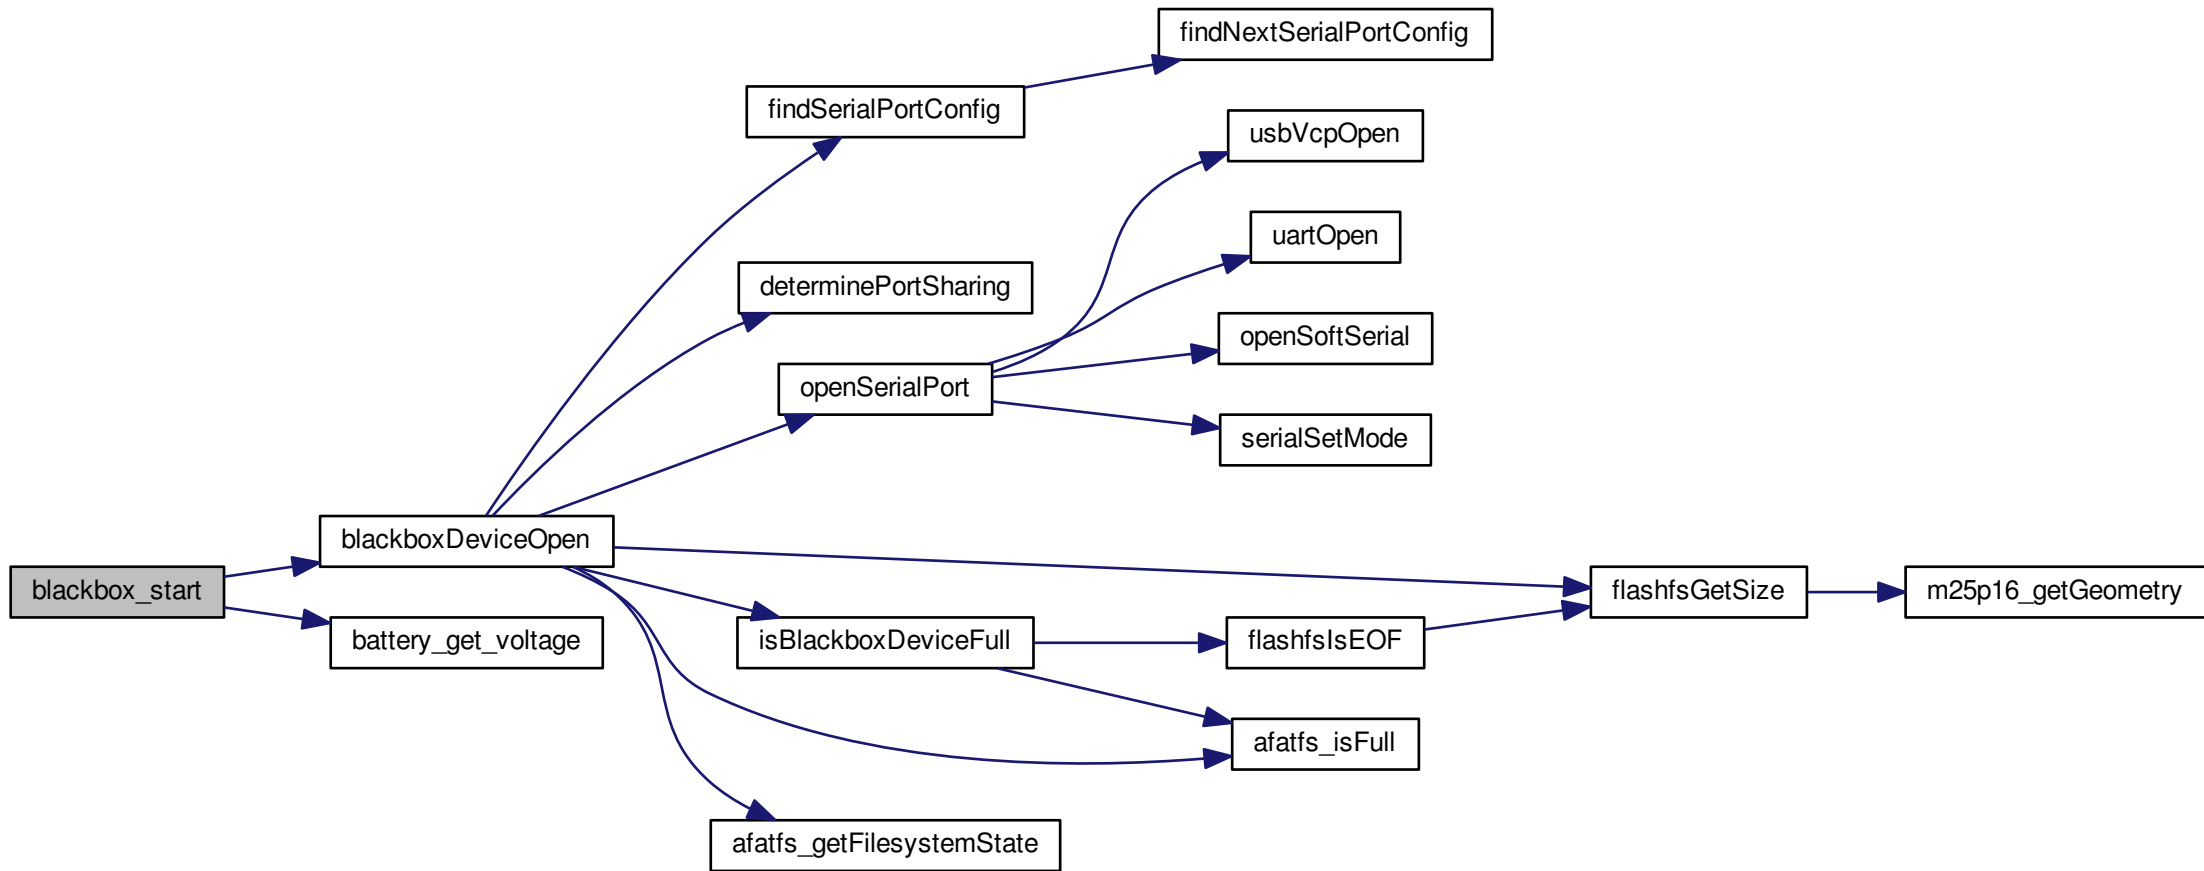 findNextSerialPortConfig
findSerialPortConfig
usbVcpOpen
uartOpen
determinePortSharing
openSoftSerial
openSerialPort
serialSetMode
blackboxDeviceOpen
blackbox_start
flashfsGetSize
m25p16_getGeometry
battery_get_voltage
isBlackboxDeviceFull
flashfsIsEOF
afatfs_isFull
afatfs_getFilesystemState